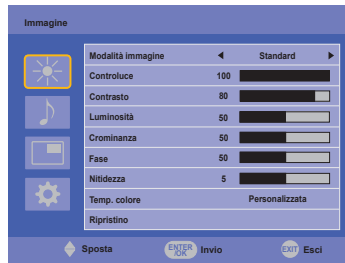 Immagine
Modalità immagine Standard
Controluce 100
Contrasto 80
Luminosità 50
Crominanza 50
Fase 50
Nitidezza 5
Temp. colore Personalizzata
Ripristino
Sposta ENTER /OK Invio EXIT Esci